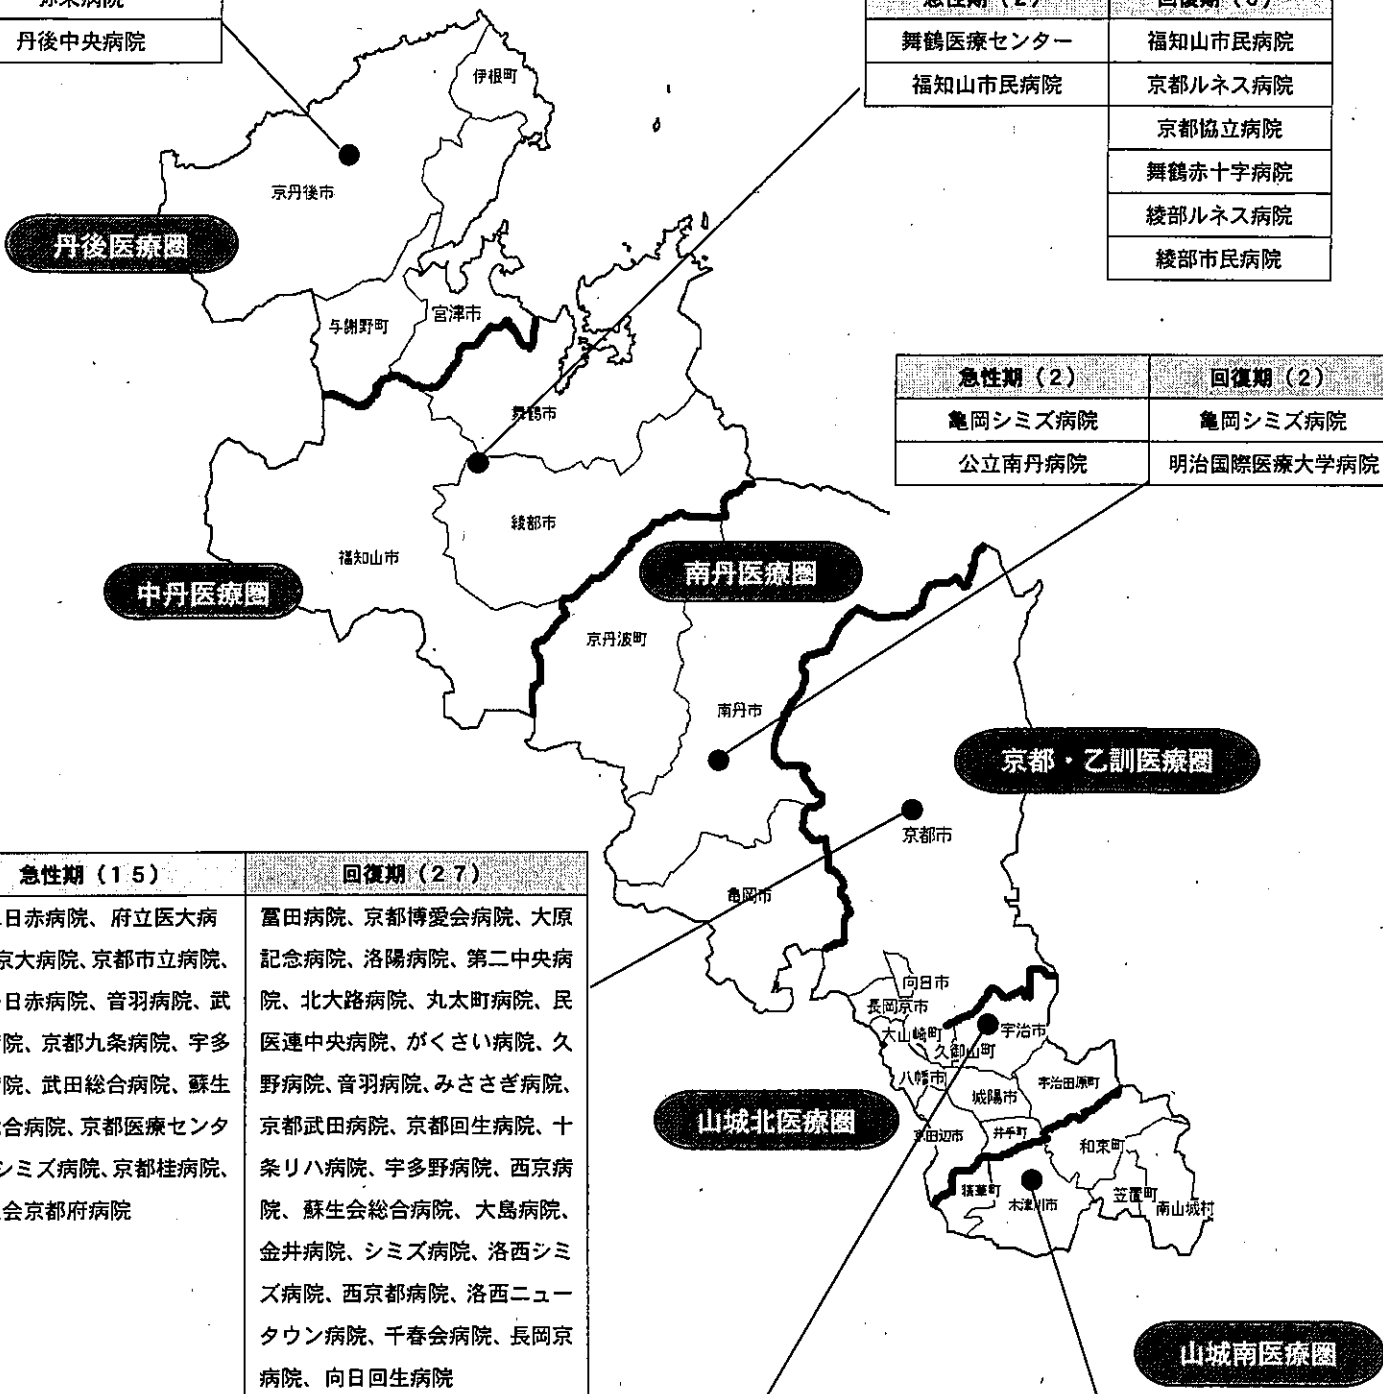 弥栄病院
丹後中央病院
急性期（2） 回復期（6）
舞鶴医療センター 福知山市民病院
福知山市民病院 京都ルネス病院
京都協立病院
舞鶴赤十字病院
綾部ルネス病院
綾部市民病院
伊根町
京丹後市
丹後医療圏
与謝野町
宮津市
舞鶴市
急性期（2） 回復期（2）
亀岡シミズ病院 亀岡シミズ病院
公立南丹病院 明治国際医療大学病院
綾部市
福知山市
中丹医療圏
南丹医療圏
京丹波町
南丹市
京都・乙訓医療圏
京都市
亀岡市
急性期（15）
日赤病院、府立医大病
京大病院、京都市立病院、
日赤病院、音羽病院、武
院、京都九条病院、宇多
院、武田総合病院、蘇生
合病院、京都医療センタ
シミズ病院、京都桂病院、
会京都府病院
回復期（27）
冨田病院、京都博愛会病院、大原
記念病院、洛陽病院、第二中央病
院、北大路病院、丸太町病院、民
医連中央病院、がくさい病院、久
野病院、音羽病院、みささぎ病院、
京都武田病院、京都回生病院、十
条リハ病院、宇多野病院、西京病
院、蘇生会総合病院、大島病院、
金井病院、シミズ病院、洛西シミ
ズ病院、西京都病院、洛西ニュー
タウン病院、千春会病院、長岡京
病院、向日回生病院
向日市
長岡京市
大山崎町
宇治市
久御山町
八幡市
城陽市
宇治田原町
山城北医療圏
田辺市
井手町
和束町
精華町
木津川市
笠置町
南山城村
山城南医療圏